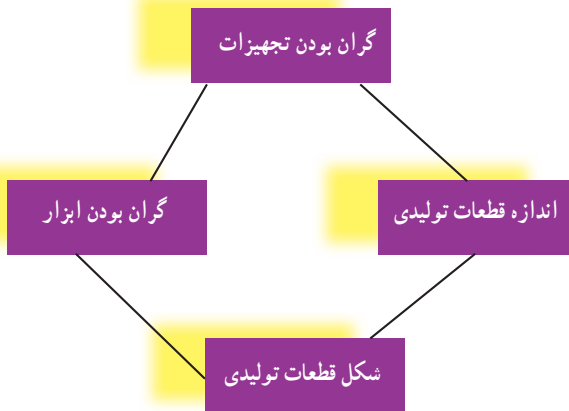 گران بودن تجهیزات
اندازه قطعات تولیدی
گران بودن ابزار
شکل قطعات تولیدی